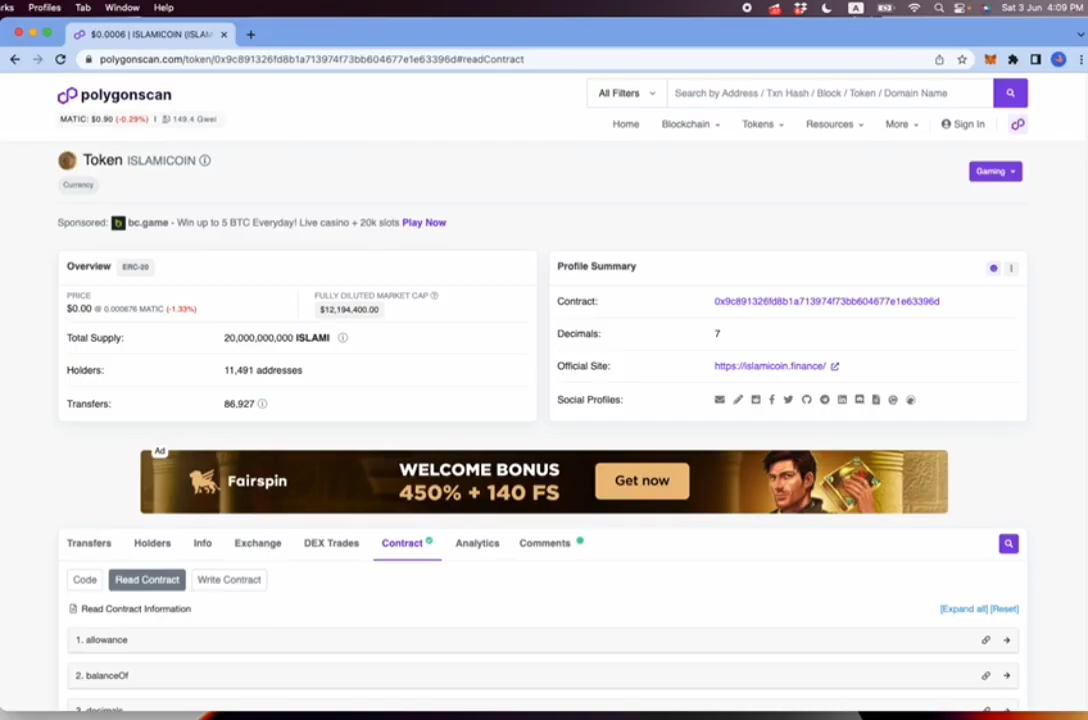 rks Profiles Tab Window Help
A
Sat 3 Jun 4:09 PM
$0.0006 | ISLAMICOIN (ISLAM
polygonscan.com/token/0x9c891326fd8b1a713974f73bb604677e1e63396d#readContract
polygonscan
All Filters
Search by Address / Txn Hash / Block / Token / Domain Name
MATIC: $0.90 (-0.29%) | 149.4 Gwei
Home Blockchain Tokens Resources More Sign In
Token ISLAMICOIN
Gaming
Currency
Sponsored: b bc.game - Win up to 5 BTC Everyday! Live casino + 20k slots Play Now
Overview ERC-20
PRICE
$0.00 @ 0.000676 MATIC (-1.33%)
FULLY DILUTED MARKET CAP
$12,194,400.00
Total Supply: 20,000,000,000 ISLAMI
Holders: 11,491 addresses
Transfers: 86,927
Profile Summary
Contract: 0x9c891326fd8b1a713974f73bb604677e1e63396d
Decimals: 7
Official Site: https://islamicoin.finance/
Social Profiles:
Ad
Fairspin
WELCOME BONUS
450% + 140 FS
Get now
Transfers Holders Info Exchange DEX Trades Contract Analytics Comments
Code Read Contract Write Contract
Read Contract Information
[Expand all] [Reset]
1. allowance
2. balanceOf
3. decimals